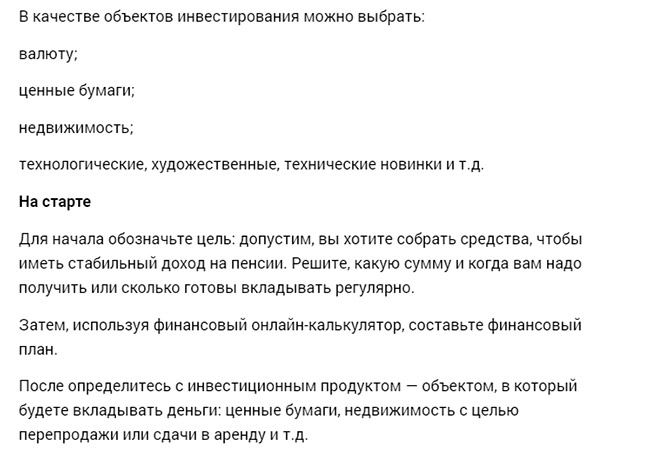 В качестве объектов инвестирования можно выбрать:
валюту;
ценные бумаги;
недвижимость;
технологические, художественные, технические новинки и т.д.
На старте
Для начала обозначьте цель: допустим, вы хотите собрать средства, чтобы
иметь стабильный доход на пенсии. Решите, какую сумму и когда вам надо
получить или сколько готовы вкладывать регулярно.
Затем, используя финансовый онлайн-калькулятор, составьте финансовый
план.
После определитесь с инвестиционным продуктом — объектом, в который
будете вкладывать деньги: ценные бумаги, недвижимость с целью
перепродажи или сдачи в аренду и т.д.